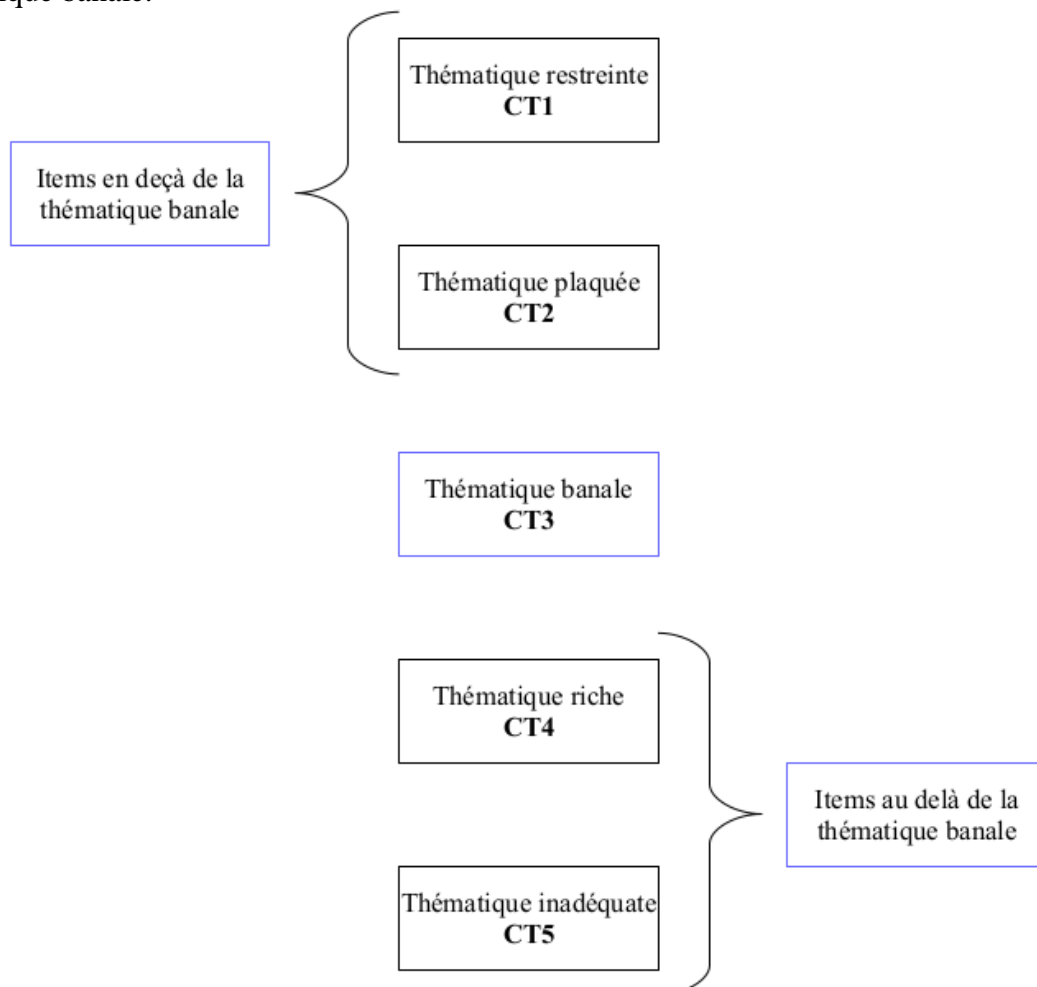 Thématique restreinte
CT1
Items en deçà de la
thématique banale
Thématique plaquée
CT2
Thématique banale
CT3
Thématique riche
CT4
Items au delà de la
thématique banale
Thématique inadéquate
CT5